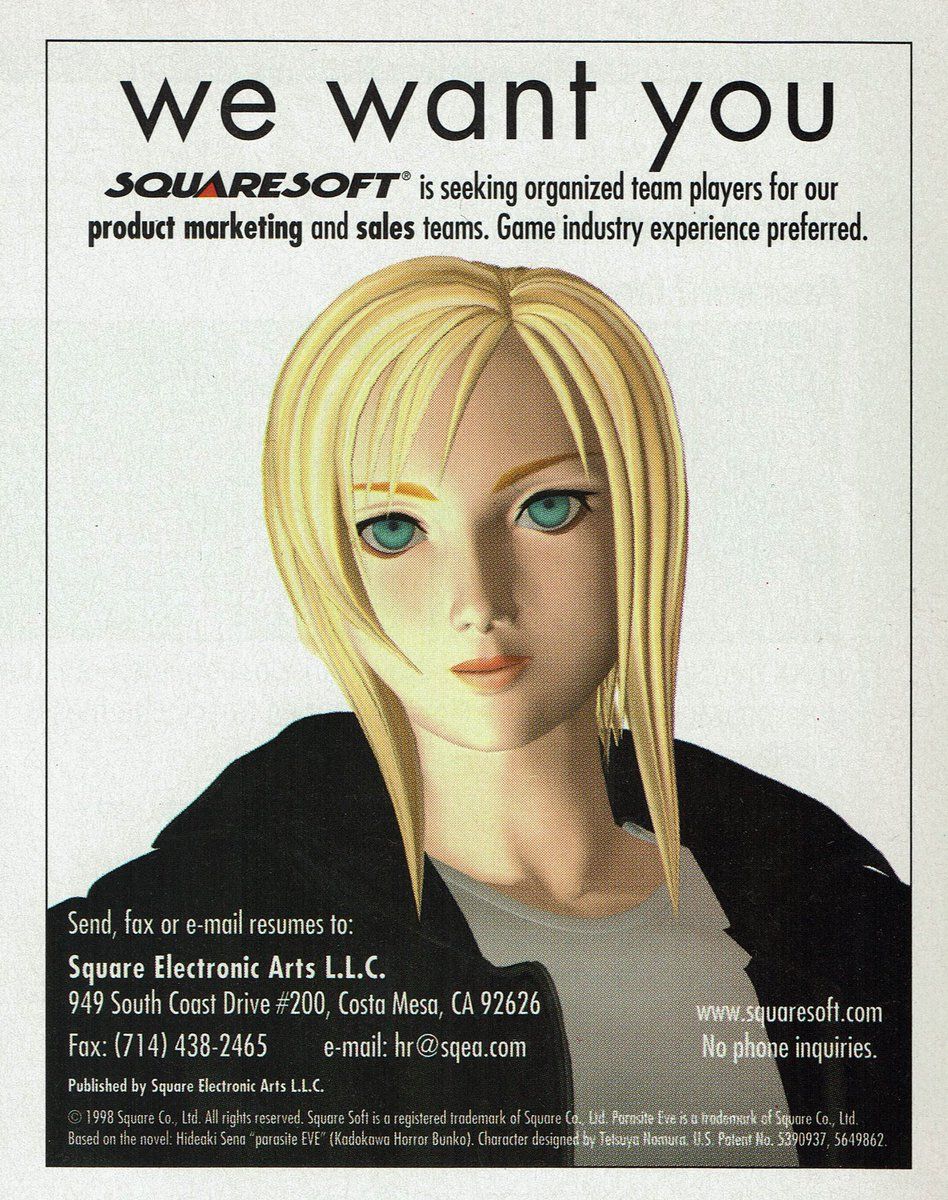 we want you
SQUARESOFT® is seeking organized team players for our
product marketing and sales teams. Game industry experience preferred.
Send, fax or e-mail resumes to:
Square Electronic Arts L.L.C.
949 South Coast Drive #200, Costa Mesa, CA 92626
Fax: (714) 438-2465 e-mail: hr@sqea.com
www.squaresoft.com
No phone inquiries.
Published by Square Electronic Arts L.L.C.
© 1998 Square Co., Ltd. All rights reserved. Square Soft is a registered trademark of Square Co., Ltd. Parasite Eve is a trademark of Square Co., Ltd.
Based on the novel: Hideaki Sena "parasite EVE" (Kadokawa Horror Bunko). Character designed by Tetsuya Nomura. U.S. Patent No. 5390937, 5649862.